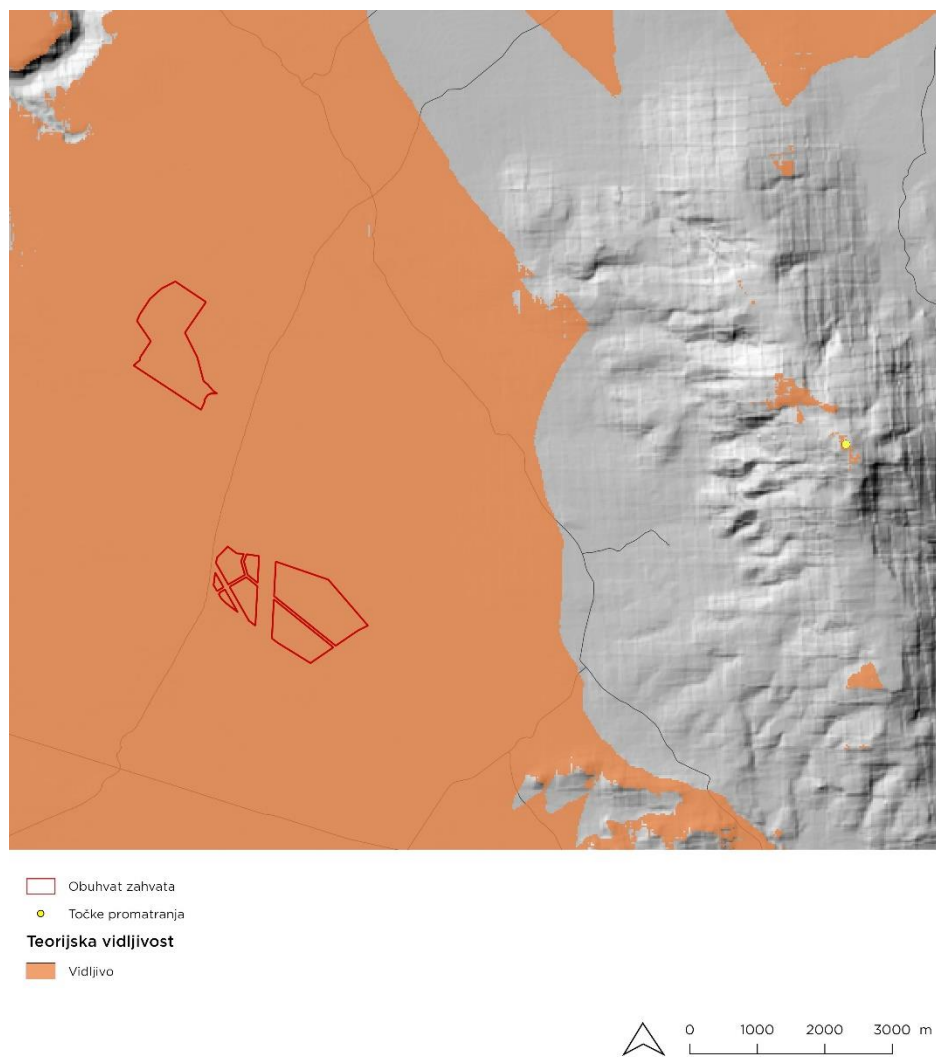 Obuhvat zahvata
Točke promatranja
Teorijska vidljivost
Vidljivo
0 1000 2000 3000 m